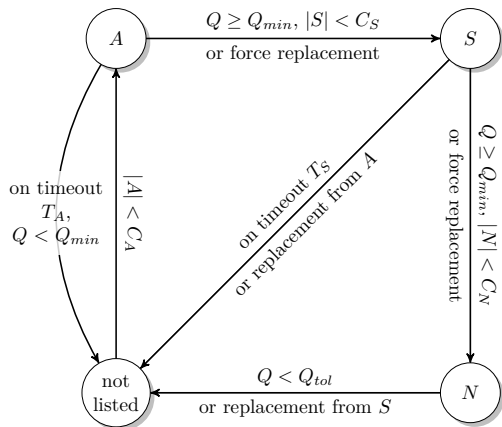 A
Q ≥ Q_min, |S| < C_S
or force replacement
S
on timeout
T_A,
Q < Q_min
|A| < C_A
on timeout T_S
or replacement from A
Q ≥ Q_min, |N| < C_N
or force replacement
not
listed
Q < Q_tol
or replacement from S
N